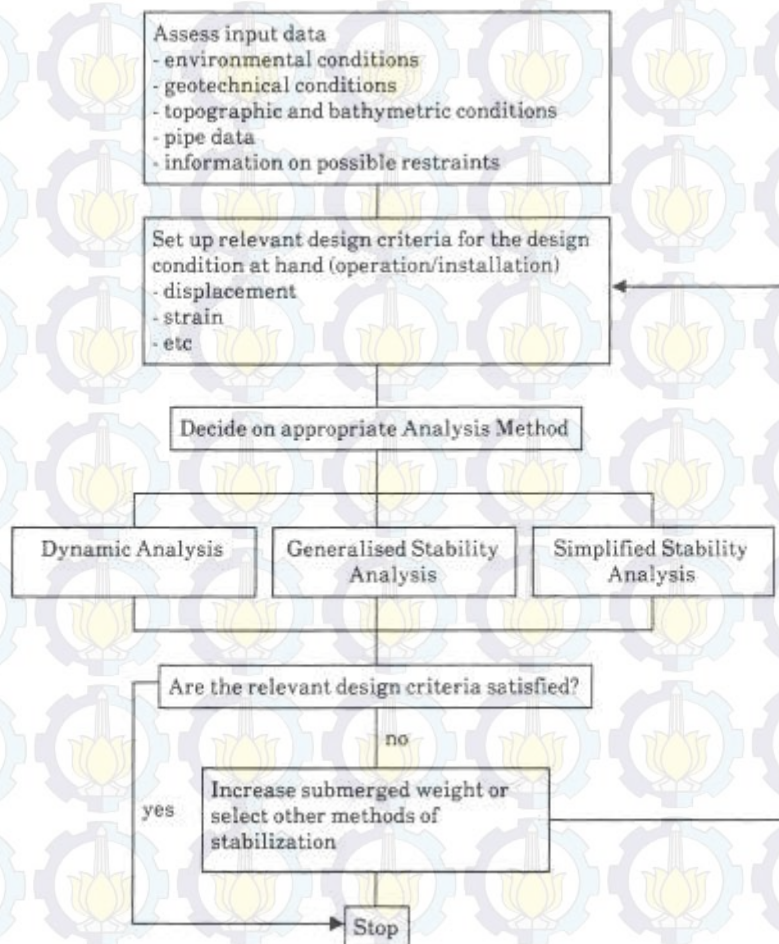 Assess input data
- environmental conditions
- geotechnical conditions
- topographic and bathymetric conditions
- pipe data
- information on possible restraints
Set up relevant design criteria for the design
condition at hand (operation/installation)
- displacement
- strain
- etc
Decide on appropriate Analysis Method
Dynamic Analysis
Generalised Stability
Analysis
Simplified Stability
Analysis
Are the relevant design criteria satisfied?
no
yes
Increase submerged weight or
select other methods of
stabilization
Stop